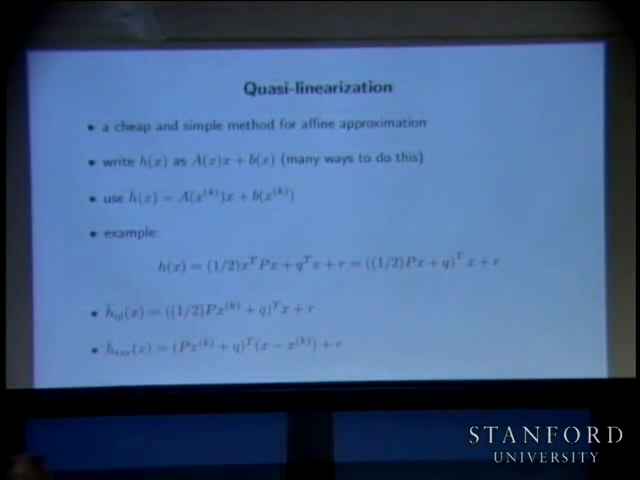 Quasi-linearization
• a cheap and simple method for affine approximation
• write h(x) as A(x)x + b(x) (many ways to do this)
• use ĥ(x) = A(x^(k))x + b(x^(k))
• example:
h(x) = (1/2)x^T Px + q^T x + r = ((1/2)Px + q)^T x + r
• ĥ_ql(x) = ((1/2)Px^(k) + q)^T x + r
• ĥ_tay(x) = (Px^(k) + q)^T (x − x^(k)) + r
STANFORD
UNIVERSITY